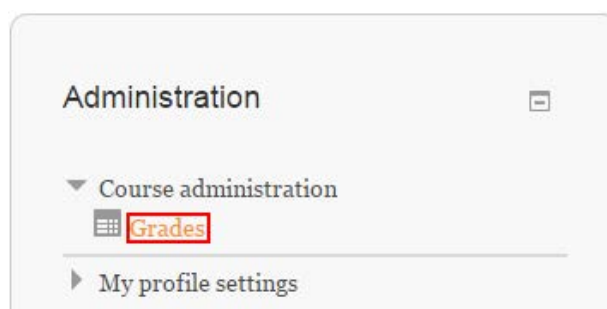 Administration
Course administration
Grades
My profile settings